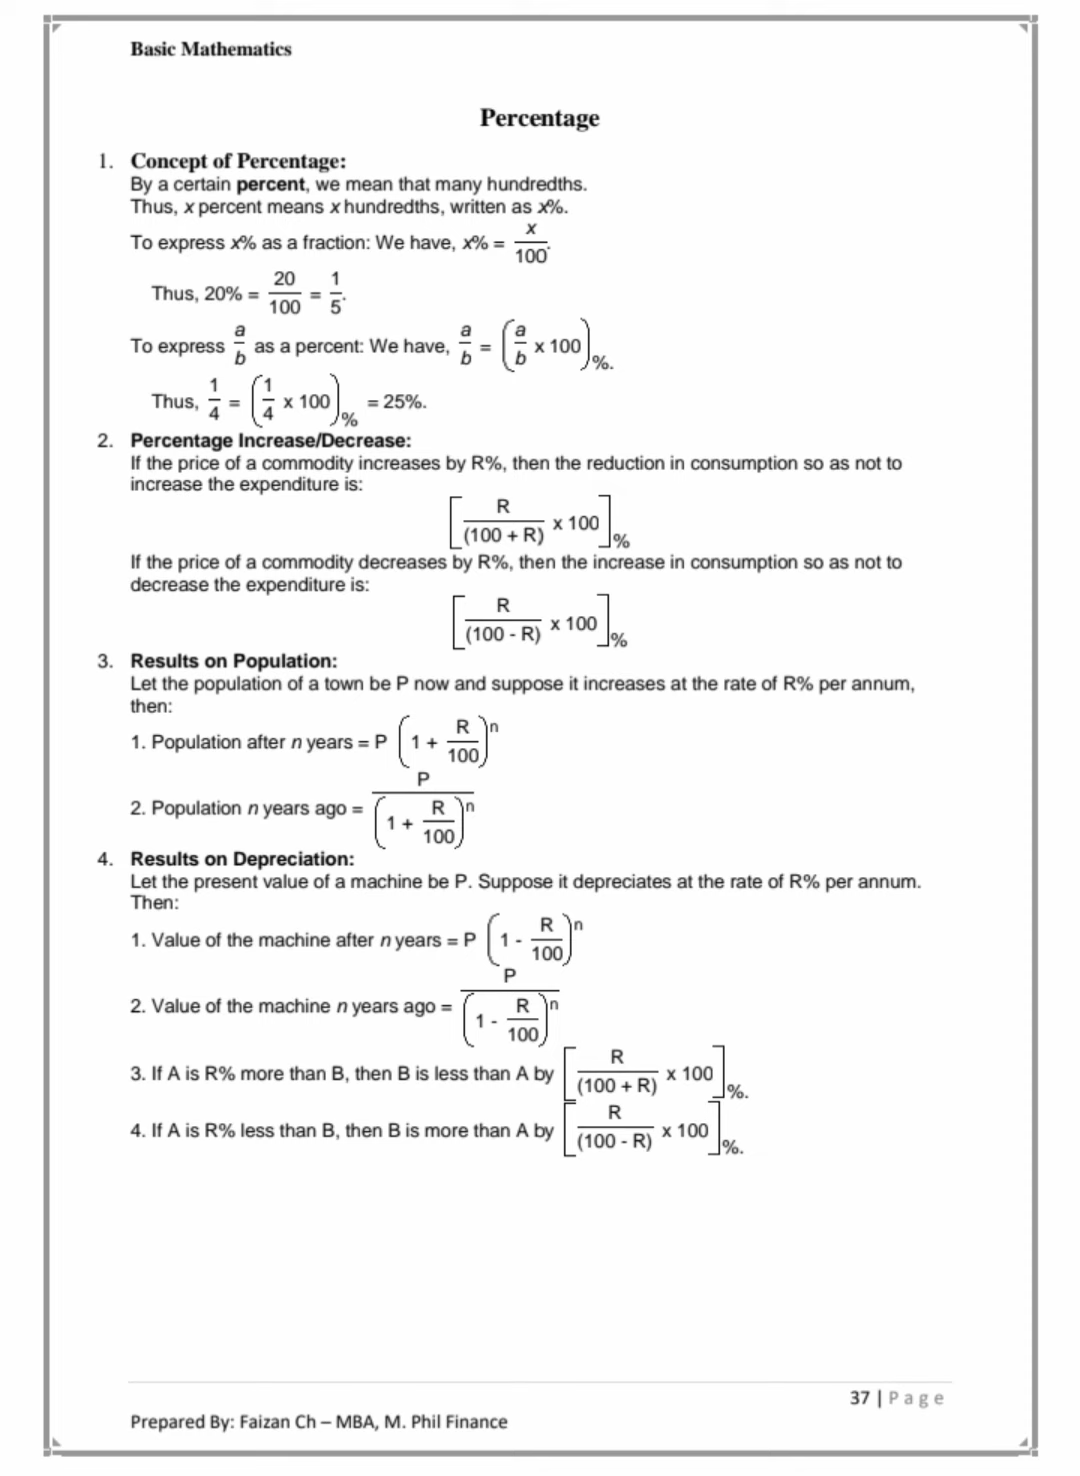 Basic Mathematics
Percentage
1. Concept of Percentage:
By a certain percent, we mean that many hundredths.
Thus, x percent means x hundredths, written as x%.
To express x% as a fraction: We have, x% = x/100.
Thus, 20% = 20/100 = 1/5.
To express a/b as a percent: We have, a/b = (a/b x 100)%.
Thus, 1/4 = (1/4 x 100)% = 25%.
2. Percentage Increase/Decrease:
If the price of a commodity increases by R%, then the reduction in consumption so as not to
increase the expenditure is:
[R/(100 + R) x 100]%
If the price of a commodity decreases by R%, then the increase in consumption so as not to
decrease the expenditure is:
[R/(100 - R) x 100]%
3. Results on Population:
Let the population of a town be P now and suppose it increases at the rate of R% per annum,
then:
1. Population after n years = P (1 + R/100)^n
2. Population n years ago = P/(1 + R/100)^n
4. Results on Depreciation:
Let the present value of a machine be P. Suppose it depreciates at the rate of R% per annum.
Then:
1. Value of the machine after n years = P (1 - R/100)^n
2. Value of the machine n years ago = P/(1 - R/100)^n
3. If A is R% more than B, then B is less than A by [R/(100 + R) x 100]%.
4. If A is R% less than B, then B is more than A by [R/(100 - R) x 100]%.
37 | Page
Prepared By: Faizan Ch – MBA, M. Phil Finance